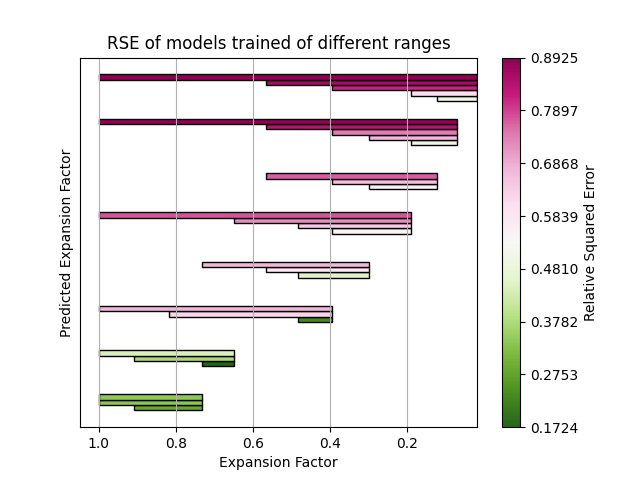 RSE of models trained of different ranges
Predicted Expansion Factor
1.0 0.8 0.6 0.4 0.2
Expansion Factor
0.8925
0.7897
0.6868
0.5839
0.4810
0.3782
0.2753
0.1724
Relative Squared Error